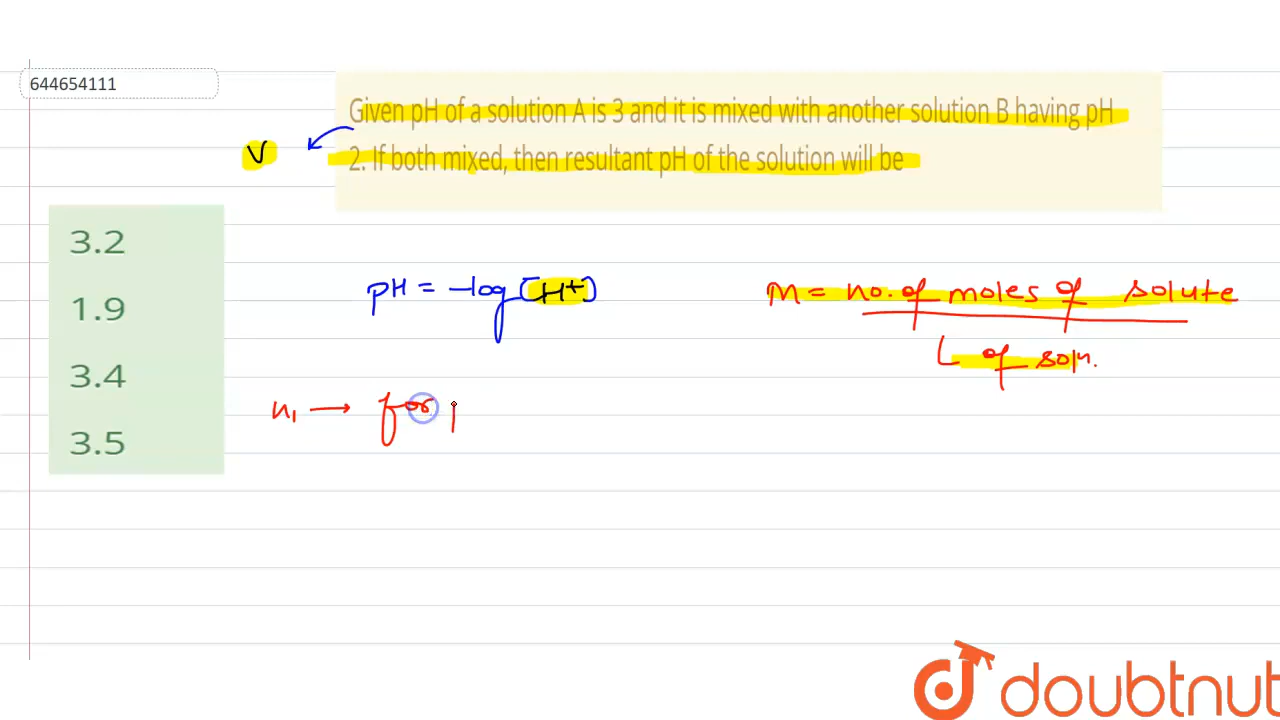 644654111
Given pH of a solution A is 3 and it is mixed with another solution B having pH
2. If both mixed, then resultant pH of the solution will be
V
3.2
1.9
3.4
3.5
pH = -log [H+]
M = no. of moles of solute
L of soln.
n₁ → for
doubtnut